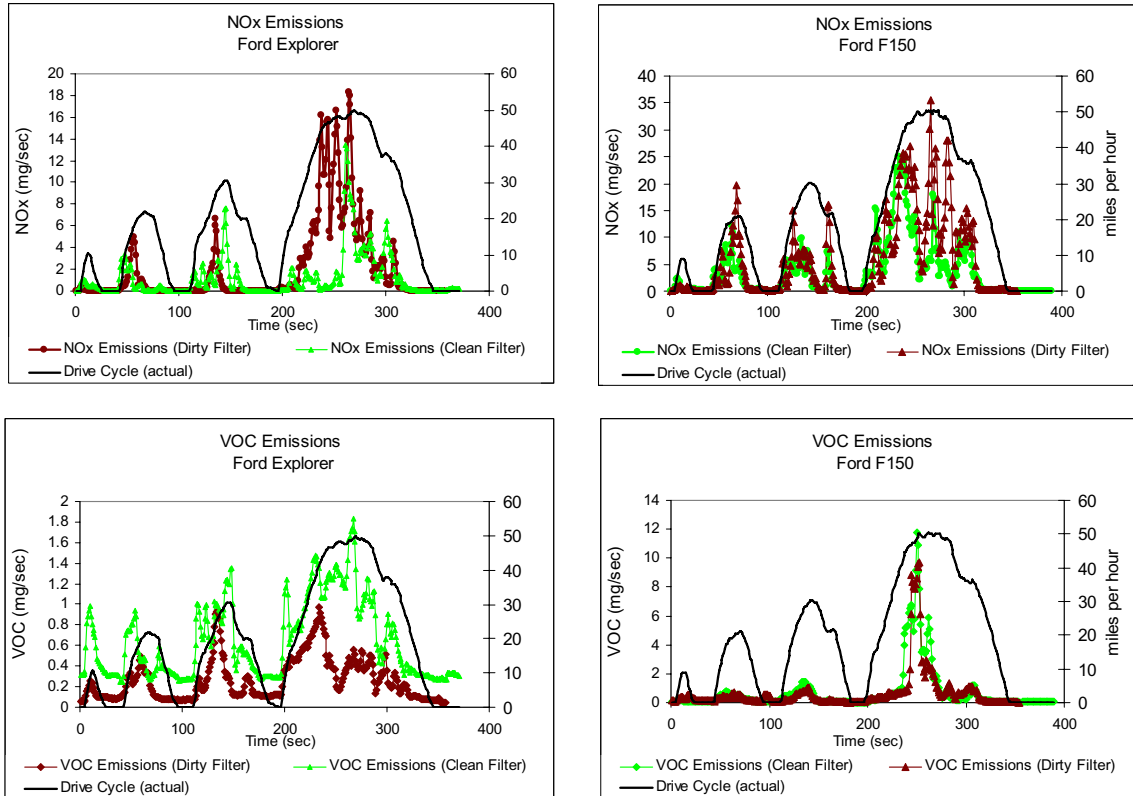 NOx Emissions
Ford Explorer
NOx (mg/sec)
20
18
16
14
12
10
8
6
4
2
0
60
50
40
30
20
10
0
0 100 200 300 400
Time (sec)
NOx Emissions (Dirty Filter) NOx Emissions (Clean Filter)
Drive Cycle (actual)
NOx Emissions
Ford F150
NOx (mg/sec)
40
35
30
25
20
15
10
5
0
60
50
40
30
20
10
0
miles per hour
0 100 200 300 400
Time (sec)
NOx Emissions (Clean Filter) NOx Emissions (Dirty Filter)
Drive Cycle (actual)
VOC Emissions
Ford Explorer
VOC (mg/sec)
2
1.8
1.6
1.4
1.2
1
0.8
0.6
0.4
0.2
0
60
50
40
30
20
10
0
0 100 200 300 400
Time (sec)
VOC Emissions (Dirty Filter) VOC Emissions (Clean Filter)
Drive Cycle (actual)
VOC Emissions
Ford F150
VOC (mg/sec)
14
12
10
8
6
4
2
0
60
50
40
30
20
10
0
miles per hour
0 100 200 300 400
Time (sec)
VOC Emissions (Clean Filter) VOC Emissions (Dirty Filter)
Drive Cycle (actual)